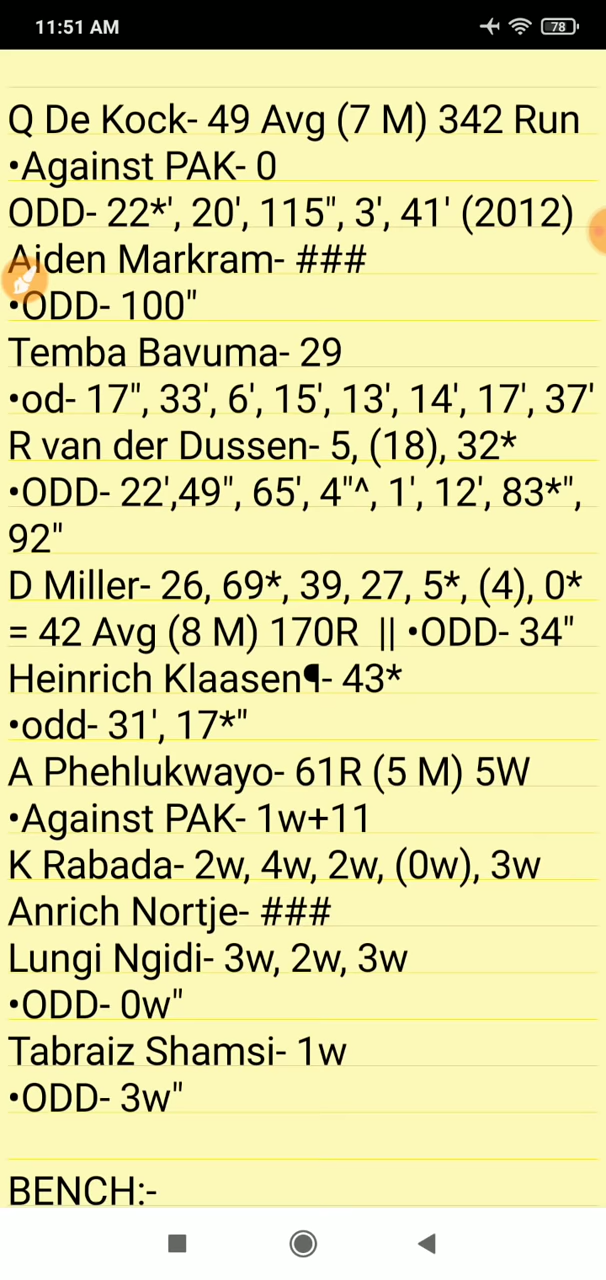 11:51 AM
78
Q De Kock- 49 Avg (7 M) 342 Run
•Against PAK- 0
ODD- 22*', 20', 115", 3', 41' (2012)
Aiden Markram- ###
•ODD- 100"
Temba Bavuma- 29
•od- 17", 33', 6', 15', 13', 14', 17', 37'
R van der Dussen- 5, (18), 32*
•ODD- 22',49", 65', 4"^, 1', 12', 83*",
92"
D Miller- 26, 69*, 39, 27, 5*, (4), 0*
= 42 Avg (8 M) 170R || •ODD- 34"
Heinrich Klaasen¶- 43*
•odd- 31', 17*"
A Phehlukwayo- 61R (5 M) 5W
•Against PAK- 1w+11
K Rabada- 2w, 4w, 2w, (0w), 3w
Anrich Nortje- ###
Lungi Ngidi- 3w, 2w, 3w
•ODD- 0w"
Tabraiz Shamsi- 1w
•ODD- 3w"
BENCH:-